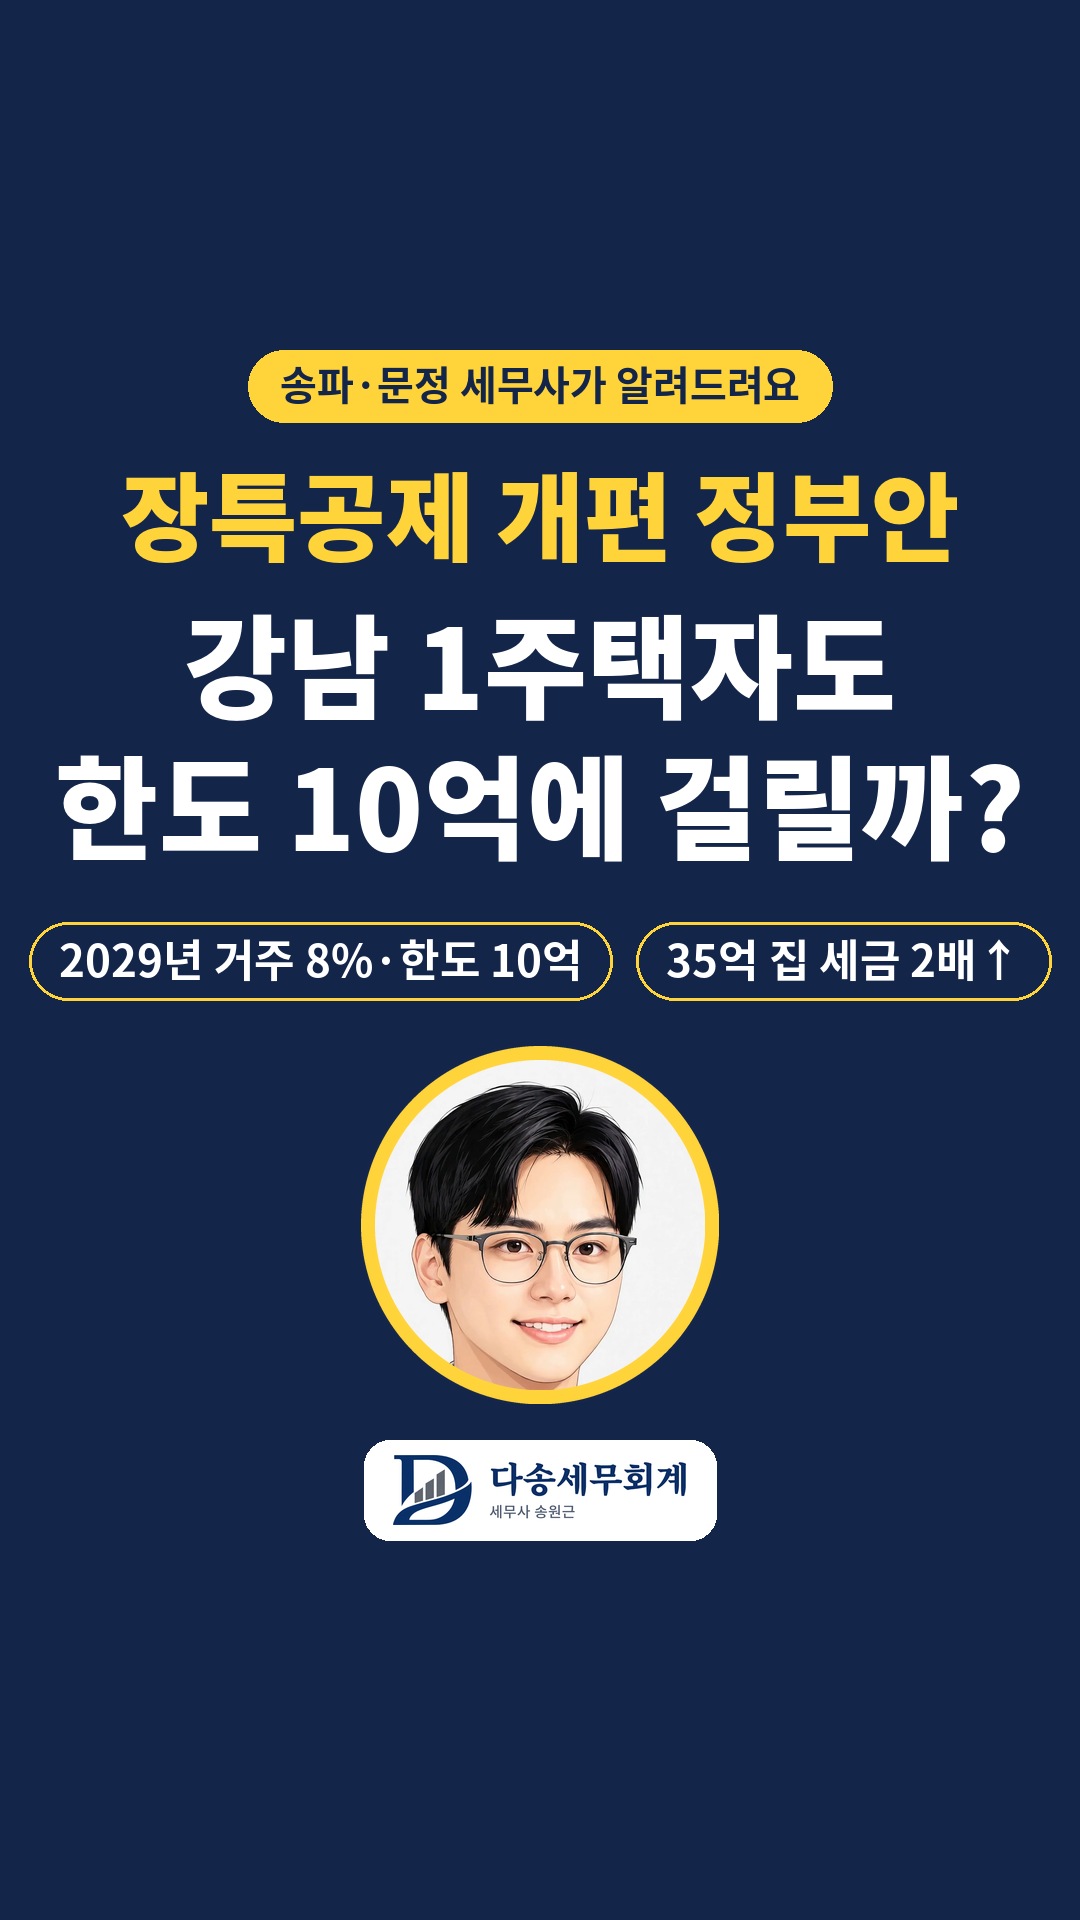 송파·문정 세무사가 알려드려요
장특공제 개편 정부안
강남 1주택자도
한도 10억에 걸릴까?
2029년 거주 8%·한도 10억
35억 집 세금 2배↑
다송세무회계
세무사 송원근